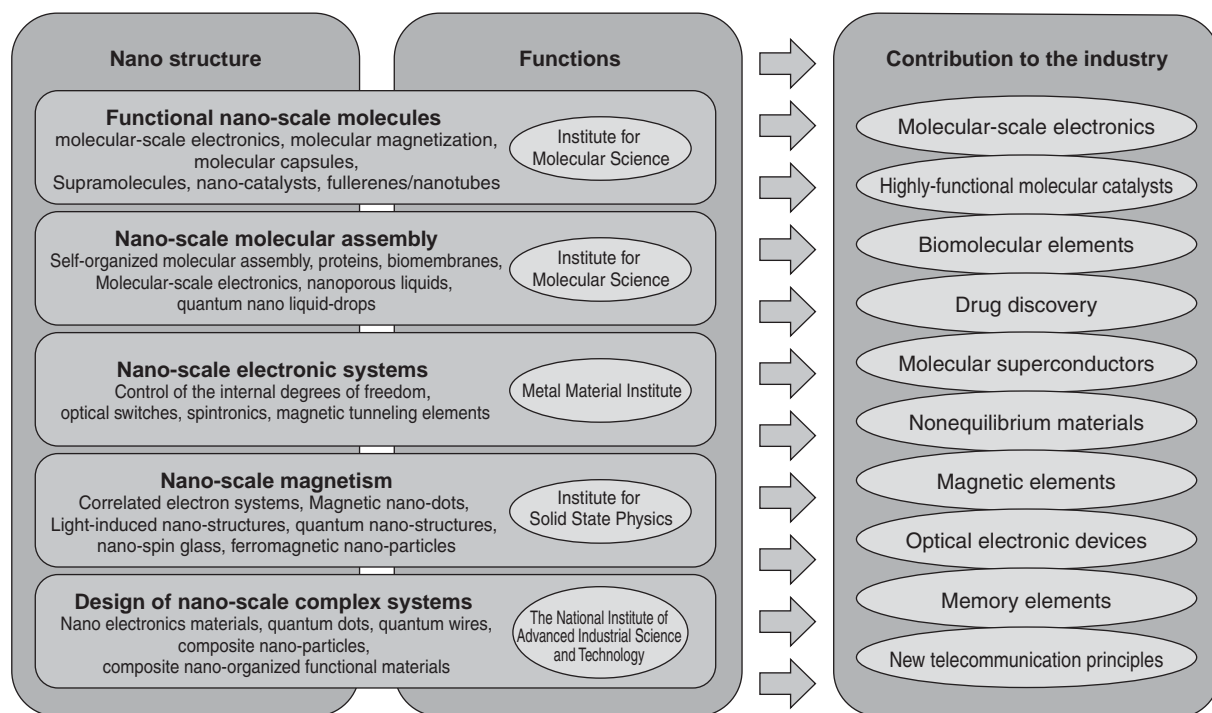 Nano structure
Functions
Contribution to the industry
Functional nano-scale molecules
molecular-scale electronics, molecular magnetization,
molecular capsules,
Supramolecules, nano-catalysts, fullerenes/nanotubes
Institute for
Molecular Science
Nano-scale molecular assembly
Self-organized molecular assembly, proteins, biomembranes,
Molecular-scale electronics, nanoporous liquids,
quantum nano liquid-drops
Institute for
Molecular Science
Nano-scale electronic systems
Control of the internal degrees of freedom,
optical switches, spintronics, magnetic tunneling elements
Metal Material Institute
Nano-scale magnetism
Correlated electron systems, Magnetic nano-dots,
Light-induced nano-structures, quantum nano-structures,
nano-spin glass, ferromagnetic nano-particles
Institute for
Solid State Physics
Design of nano-scale complex systems
Nano electronics materials, quantum dots, quantum wires,
composite nano-particles,
composite nano-organized functional materials
The National Institute of
Advanced Industrial Science
and Technology
Molecular-scale electronics
Highly-functional molecular catalysts
Biomolecular elements
Drug discovery
Molecular superconductors
Nonequilibrium materials
Magnetic elements
Optical electronic devices
Memory elements
New telecommunication principles